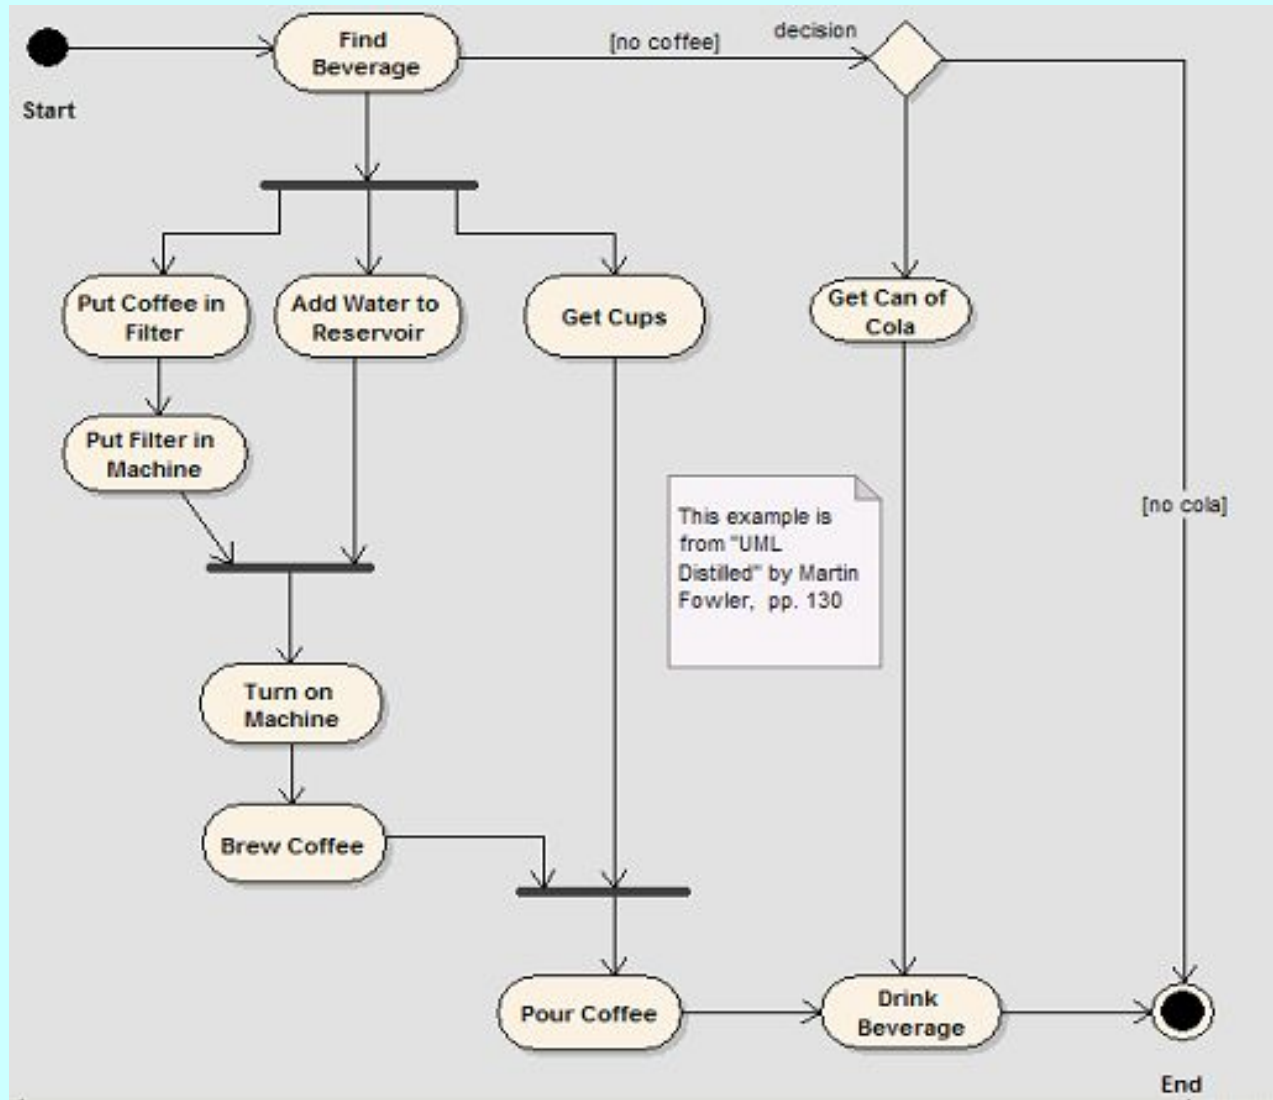 Find
Beverage
[no coffee]
decision
Start
Put Coffee in
Filter
Add Water to
Reservoir
Get Cups
Get Can of
Cola
Put Filter in
Machine
[no cola]
This example is
from "UML
Distilled" by Martin
Fowler, pp. 130
Turn on
Machine
Brew Coffee
Pour Coffee
Drink
Beverage
End